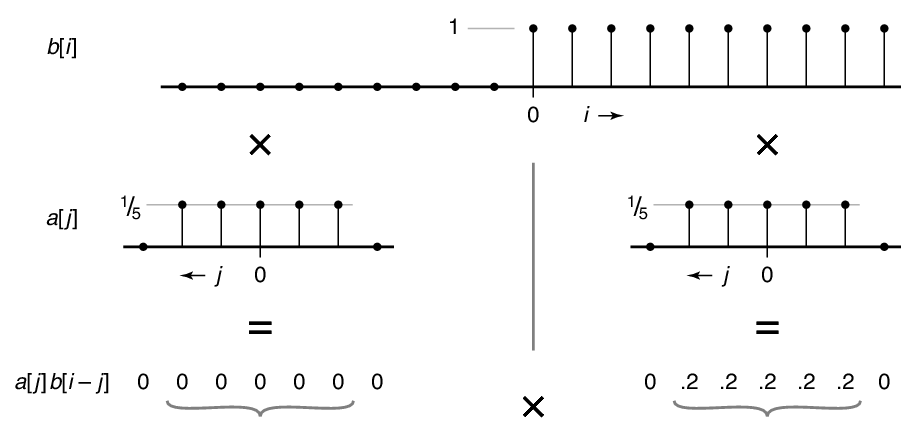 1
b[i]
0 i →
× ×
1/5 1/5
a[j]
← j 0 ← j 0
= =
a[j]b[i – j] 0 0 0 0 0 0 0 0 .2 .2 .2 .2 .2 0
×